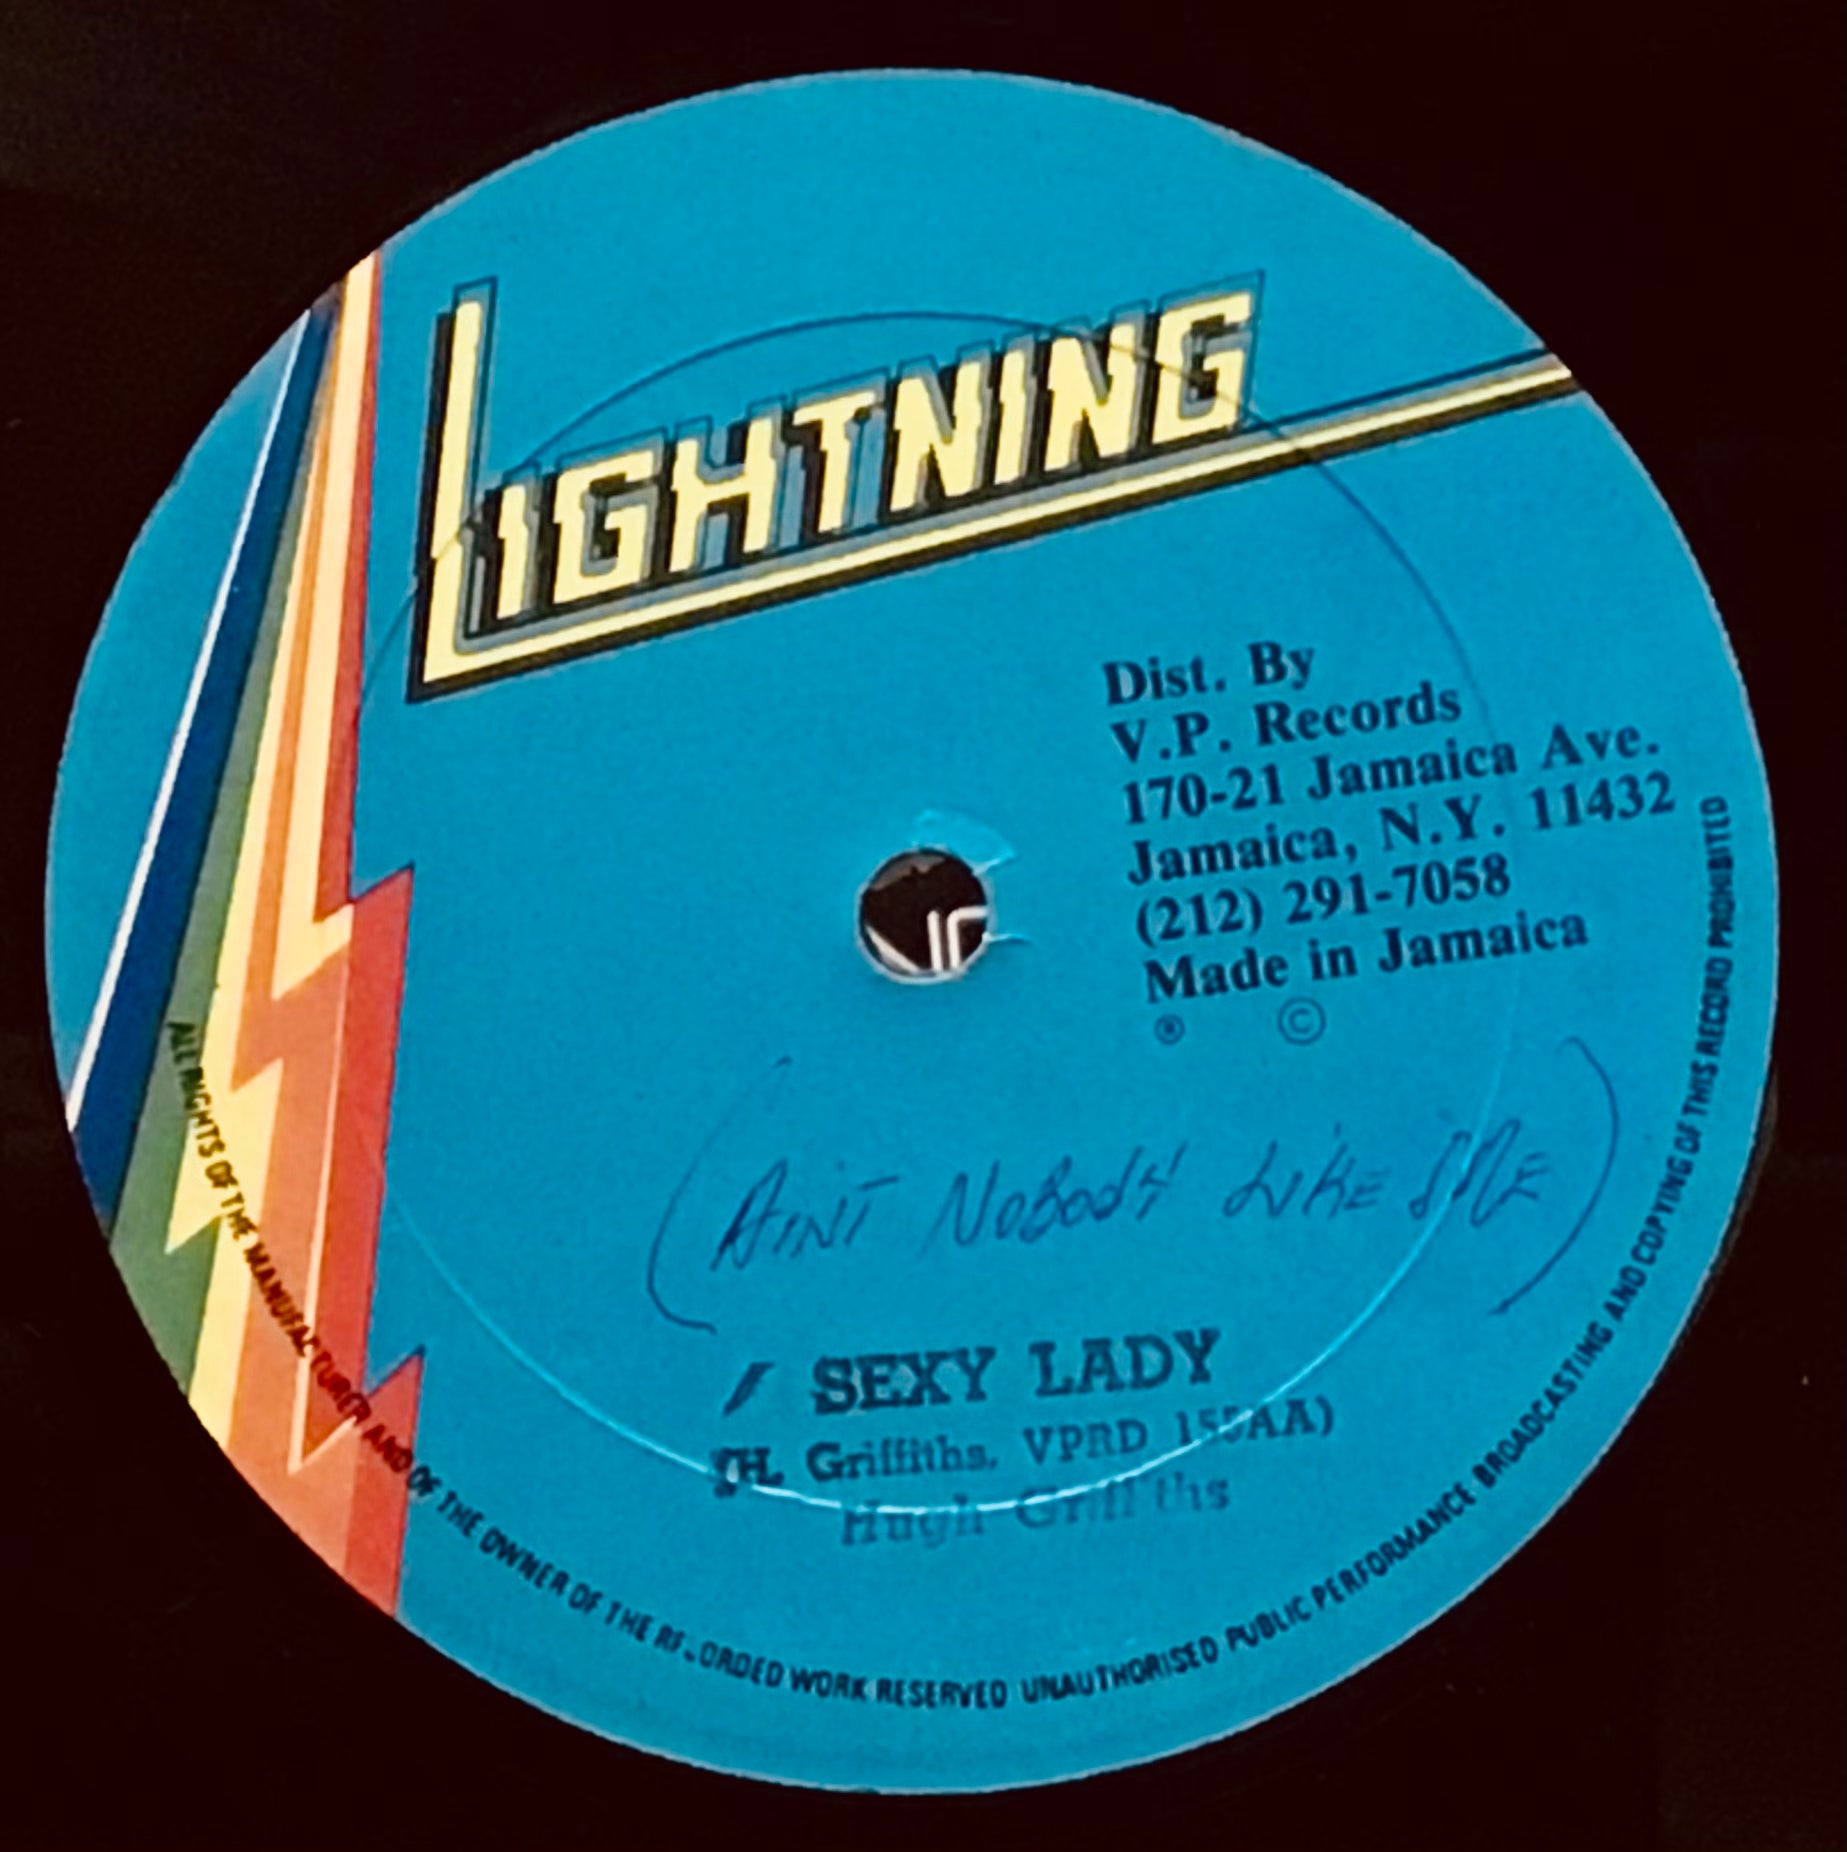 LIGHTNING
Dist. By
V.P. Records
170-21 Jamaica Ave.
Jamaica, N.Y. 11432
(212) 291-7058
Made in Jamaica
® ©
(AINT NOBODY LIKE ME)
SEXY LADY
(H. Griffiths. VPRD 155AA)
Hugh Griffiths
ALL RIGHTS OF THE MANUFACTURER AND OF THE OWNER OF THE RECORDED WORK RESERVED UNAUTHORISED PUBLIC PERFORMANCE BROADCASTING AND COPYING OF THIS RECORD PROHIBITED